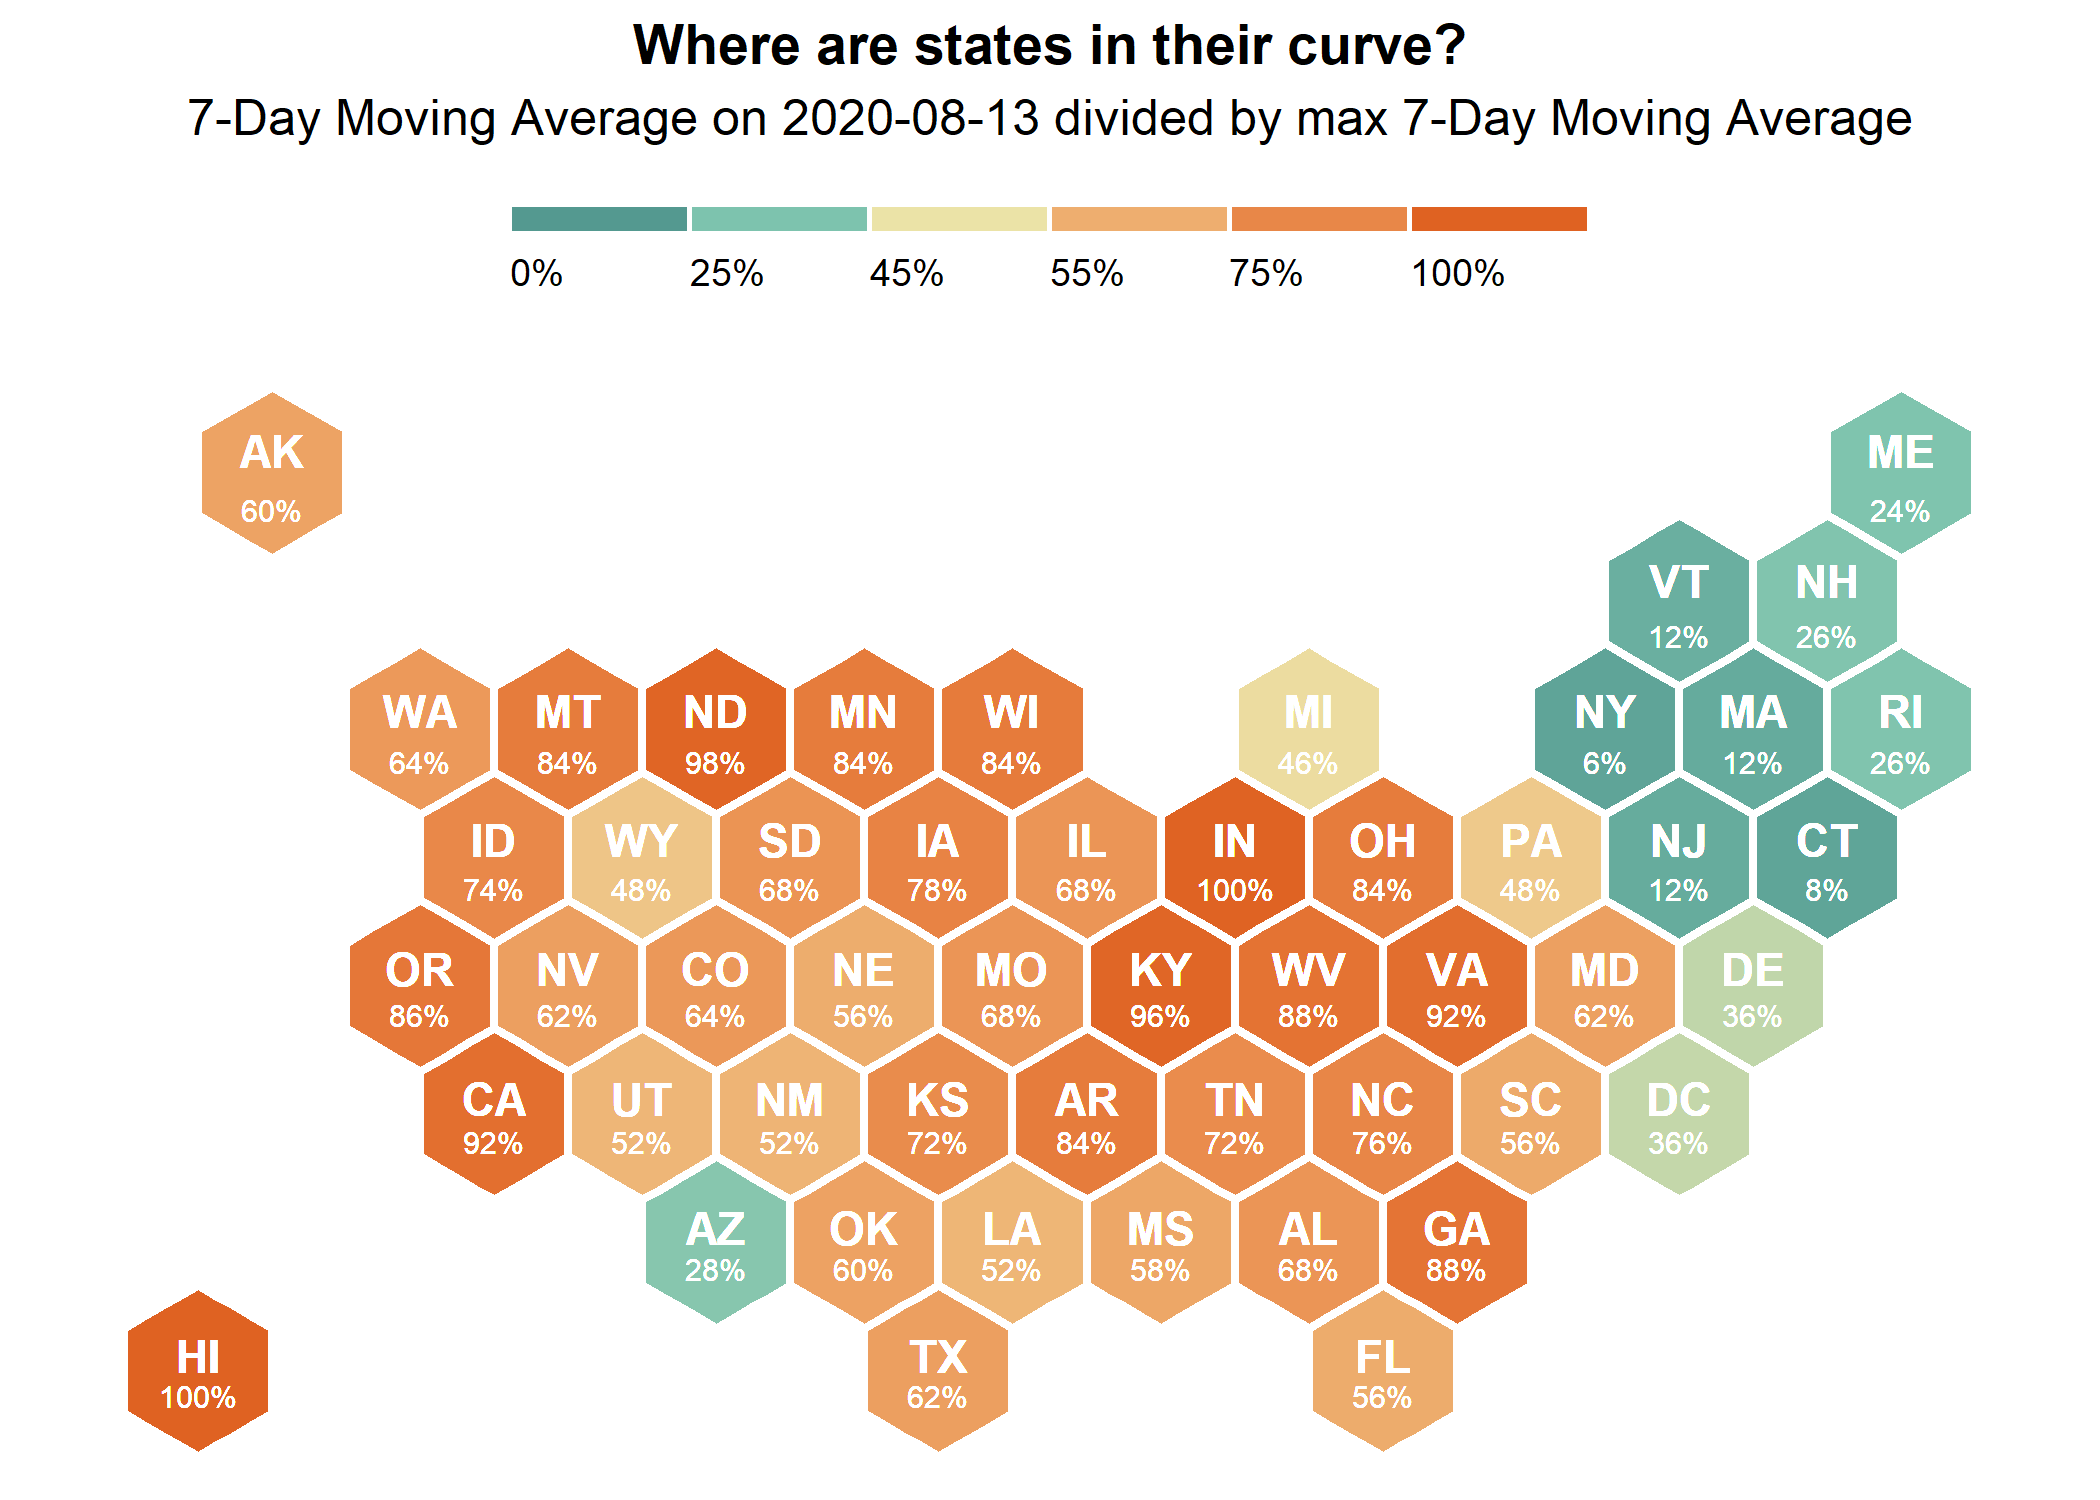 Where are states in their curve?
7-Day Moving Average on 2020-08-13 divided by max 7-Day Moving Average
0% 25% 45% 55% 75% 100%
AK ME
60% 24%
VT NH
12% 26%
WA MT ND MN WI MI NY MA RI
64% 84% 98% 84% 84% 46% 6% 12% 26%
ID WY SD IA IL IN OH PA NJ CT
74% 48% 68% 78% 68% 100% 84% 48% 12% 8%
OR NV CO NE MO KY WV VA MD DE
86% 62% 64% 56% 68% 96% 88% 92% 62% 36%
CA UT NM KS AR TN NC SC DC
92% 52% 52% 72% 84% 72% 76% 56% 36%
AZ OK LA MS AL GA
28% 60% 52% 58% 68% 88%
HI TX FL
100% 62% 56%